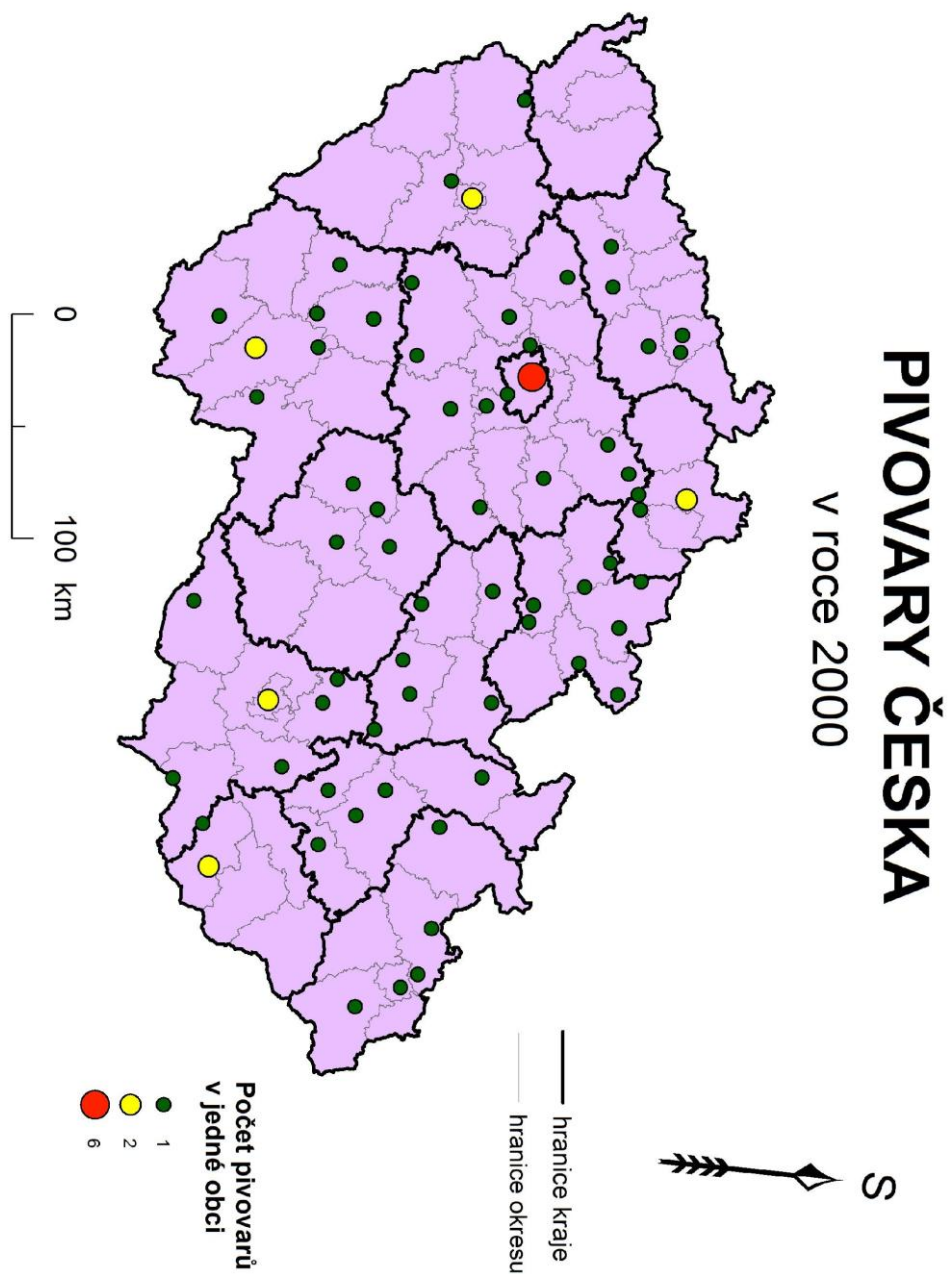 PIVOVARY ČESKA
v roce 2000
S
hranice kraje
hranice okresu
Počet pivovarů
v jedné obci
1
2
6
0
100 km